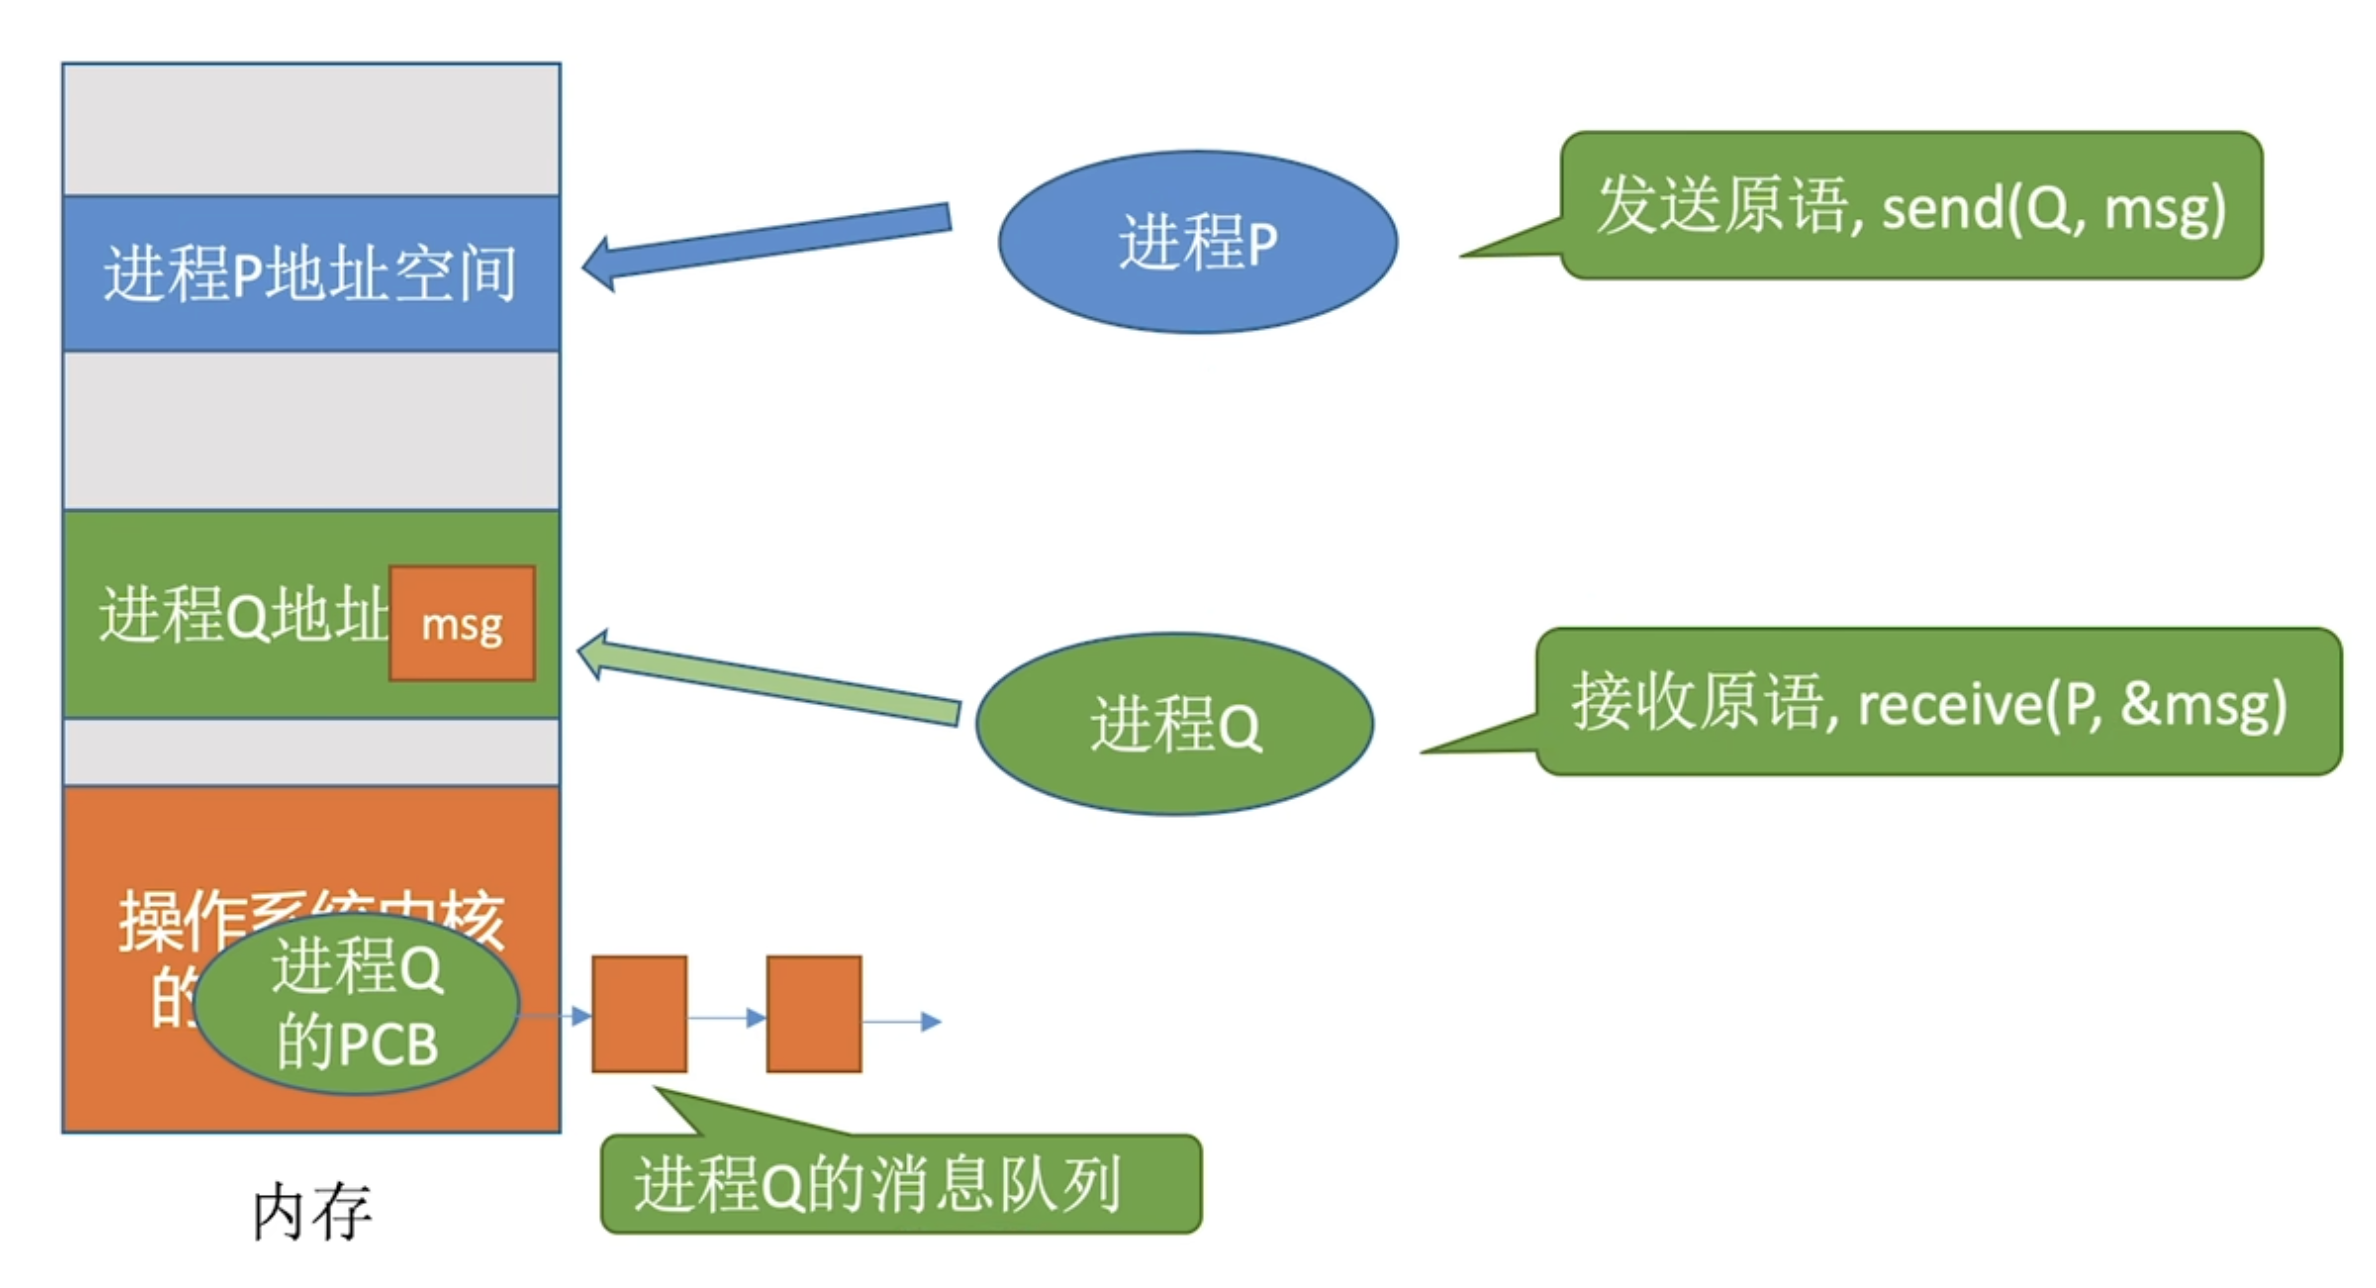 进程P地址空间
进程P
发送原语, send(Q, msg)
进程Q地址
msg
进程Q
接收原语, receive(P, &msg)
操作系统内核
的
进程Q
的PCB
进程Q的消息队列
内存